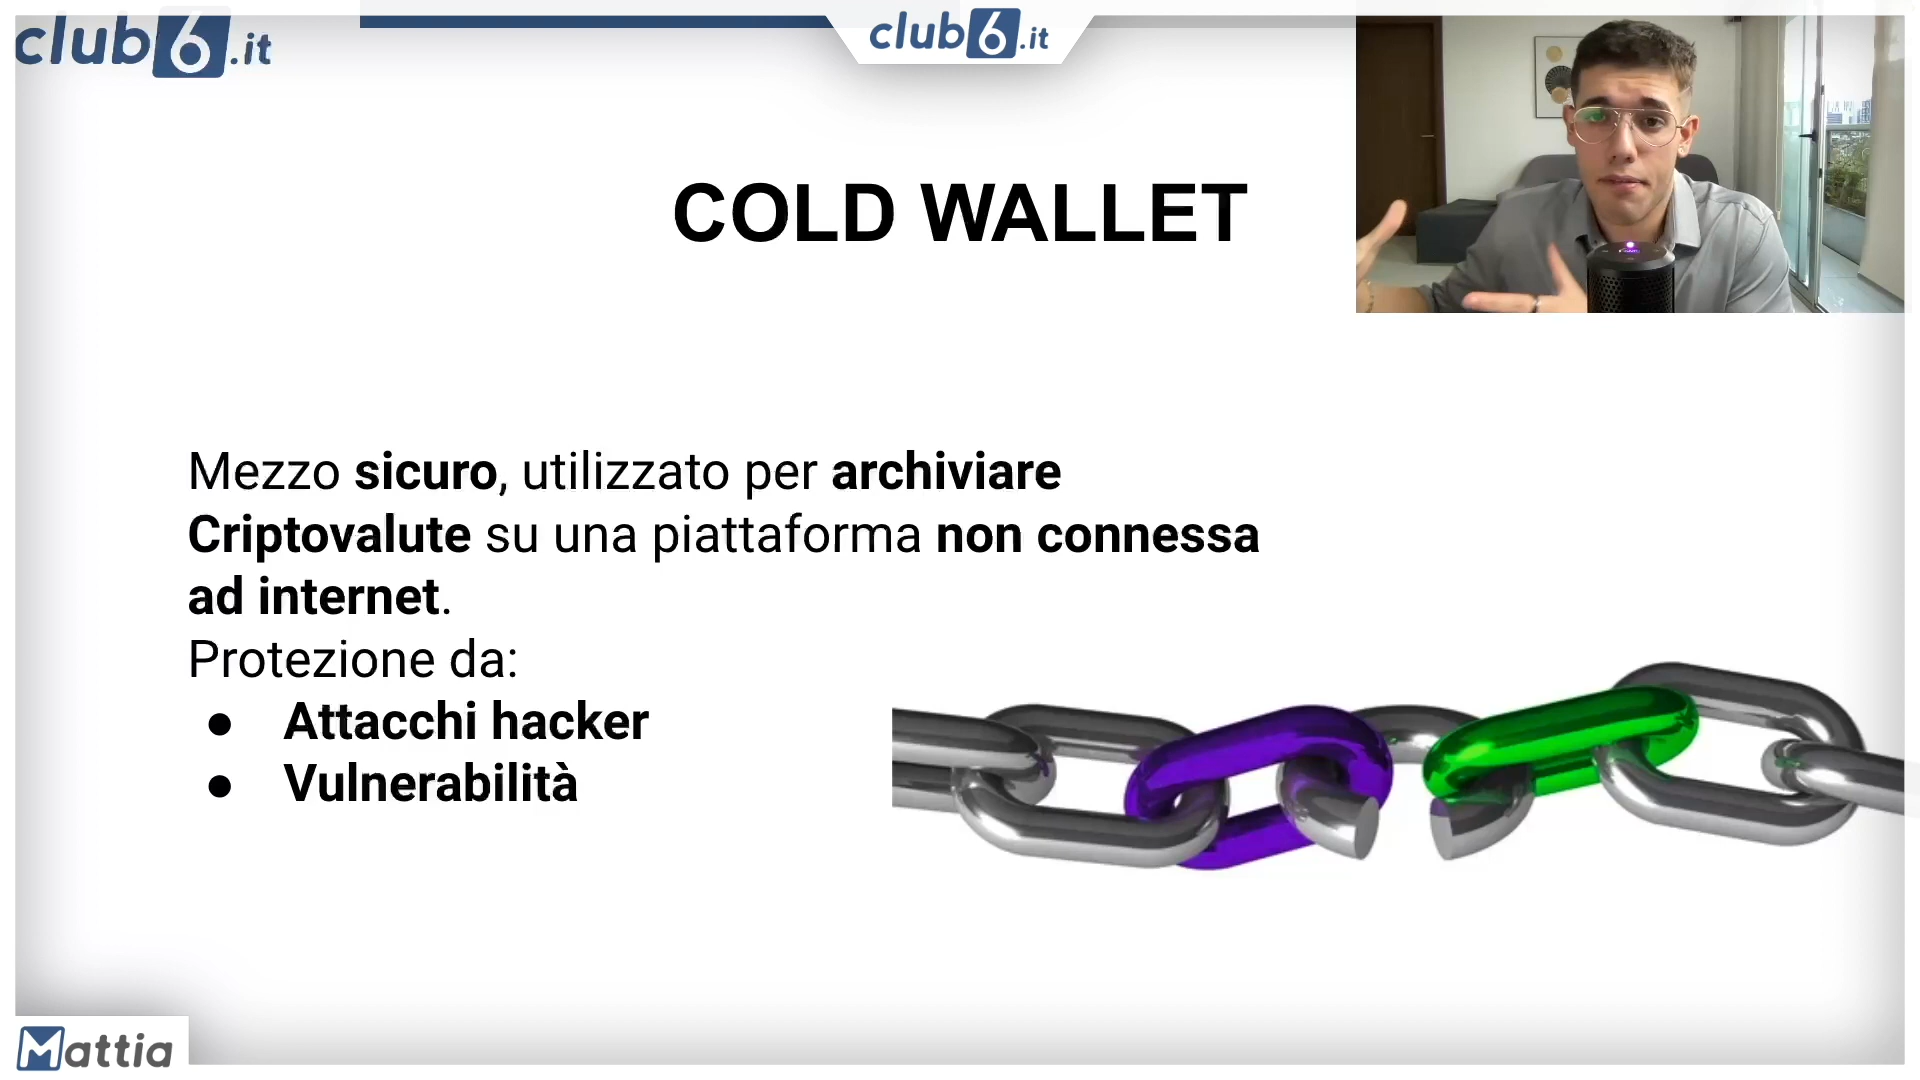 club6.it
club6.it
COLD WALLET
Mezzo sicuro, utilizzato per archiviare
Criptovalute su una piattaforma non connessa
ad internet.
Protezione da:
● Attacchi hacker
● Vulnerabilità
Mattia